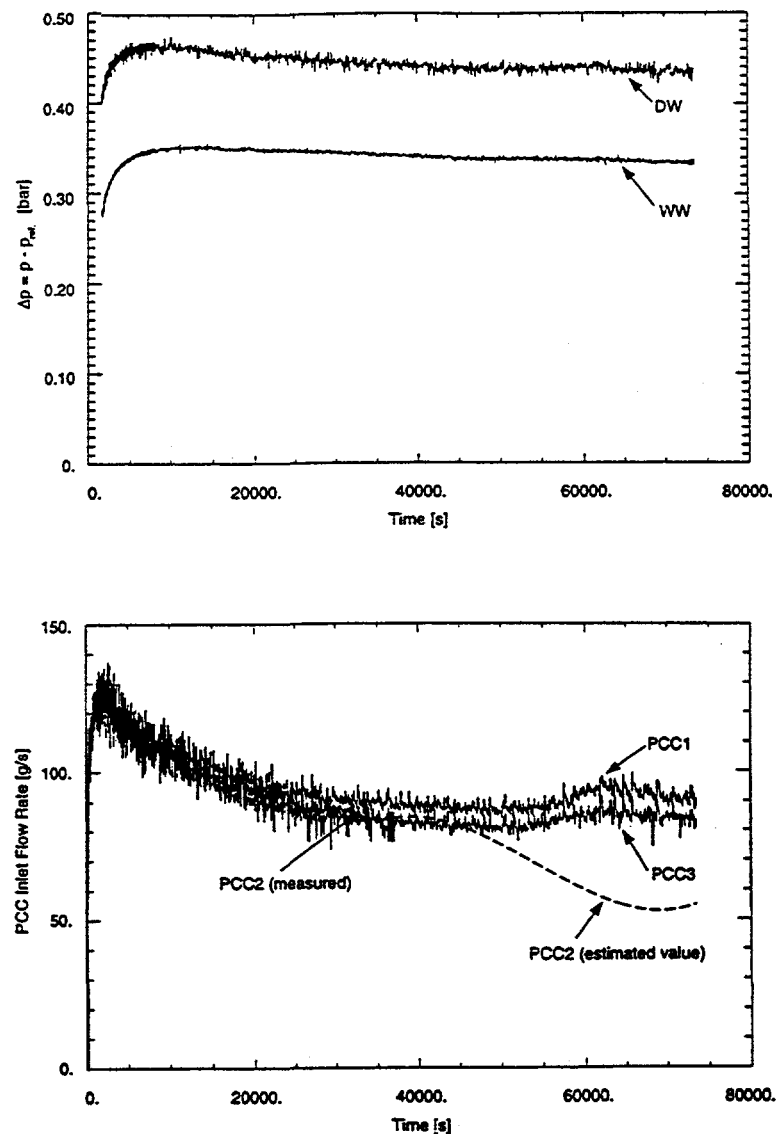 0.50
0.40
0.30
0.20
0.10
0.
Δp = p - pref. [bar]
DW
WW
0.
20000.
40000.
60000.
80000.
Time [s]
150.
100.
50.
0.
PCC Inlet Flow Rate [g/s]
PCC1
PCC3
PCC2 (measured)
PCC2 (estimated value)
0.
20000.
40000.
60000.
80000.
Time [s]